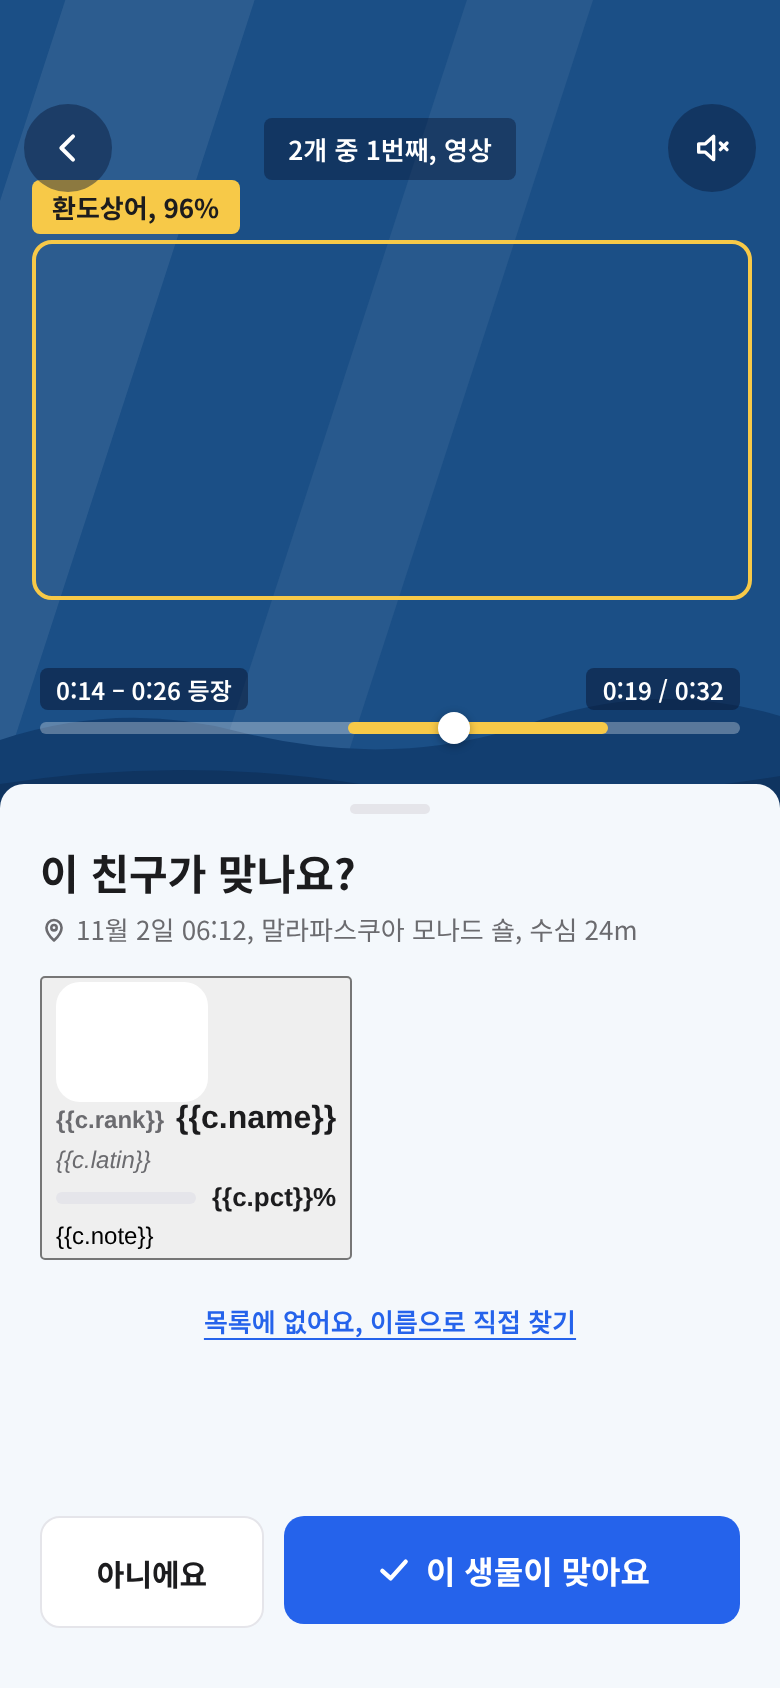 2개 중 1번째, 영상
환도상어, 96%
0:14 – 0:26 등장
0:19 / 0:32
이 친구가 맞나요?
11월 2일 06:12, 말라파스쿠아 모나드 숄, 수심 24m
{{c.rank}} {{c.name}}
{{c.latin}}
{{c.pct}}%
{{c.note}}
목록에 없어요, 이름으로 직접 찾기
아니에요
이 생물이 맞아요